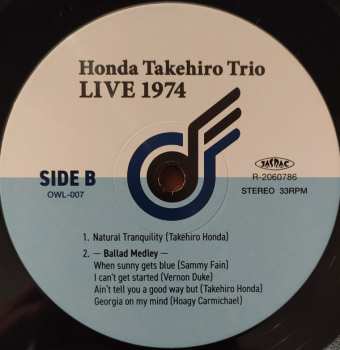 Honda Takehiro Trio
LIVE 1974
SIDE B
OWL-007
JASRAC
R-2060786
STEREO 33RPM
1. Natural Tranquility (Takehiro Honda)
2. — Ballad Medley —
When sunny gets blue (Sammy Fain)
I can't get started (Vernon Duke)
Ain't tell you a good way but (Takehiro Honda)
Georgia on my mind (Hoagy Carmichael)